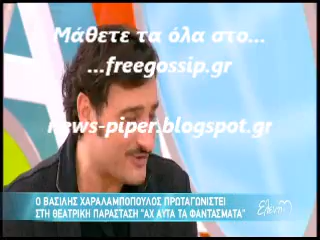 Μάθετε τα όλα στο...
...freegossip.gr
news-piper.blogspot.gr
Ο ΒΑΣΙΛΗΣ ΧΑΡΑΛΑΜΠΟΠΟΥΛΟΣ ΠΡΩΤΑΓΩΝΙΣΤΕΙ
ΣΤΗ ΘΕΑΤΡΙΚΗ ΠΑΡΑΣΤΑΣΗ "ΑΧ ΑΥΤΑ ΤΑ ΦΑΝΤΑΣΜΑΤΑ"
Ελένη